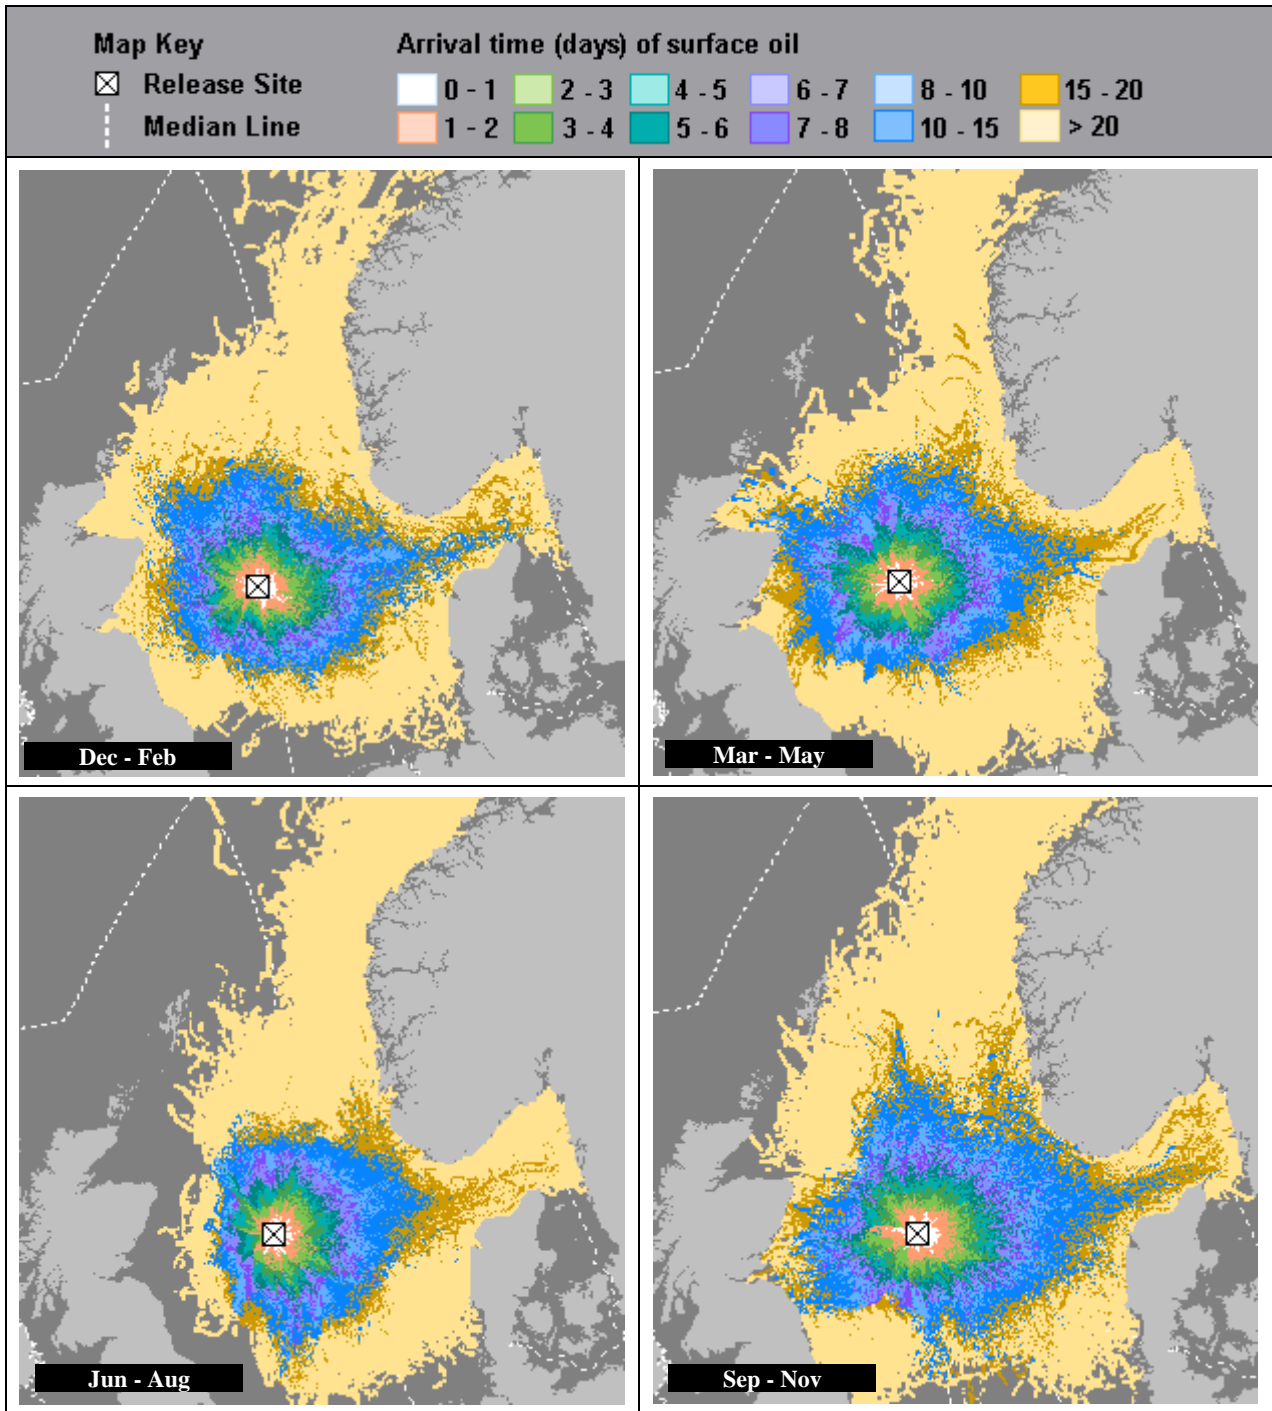 Map Key
Arrival time (days) of surface oil
Release Site
0 - 1
2 - 3
4 - 5
6 - 7
8 - 10
15 - 20
Median Line
1 - 2
3 - 4
5 - 6
7 - 8
10 - 15
> 20
Dec - Feb
Mar - May
Jun - Aug
Sep - Nov